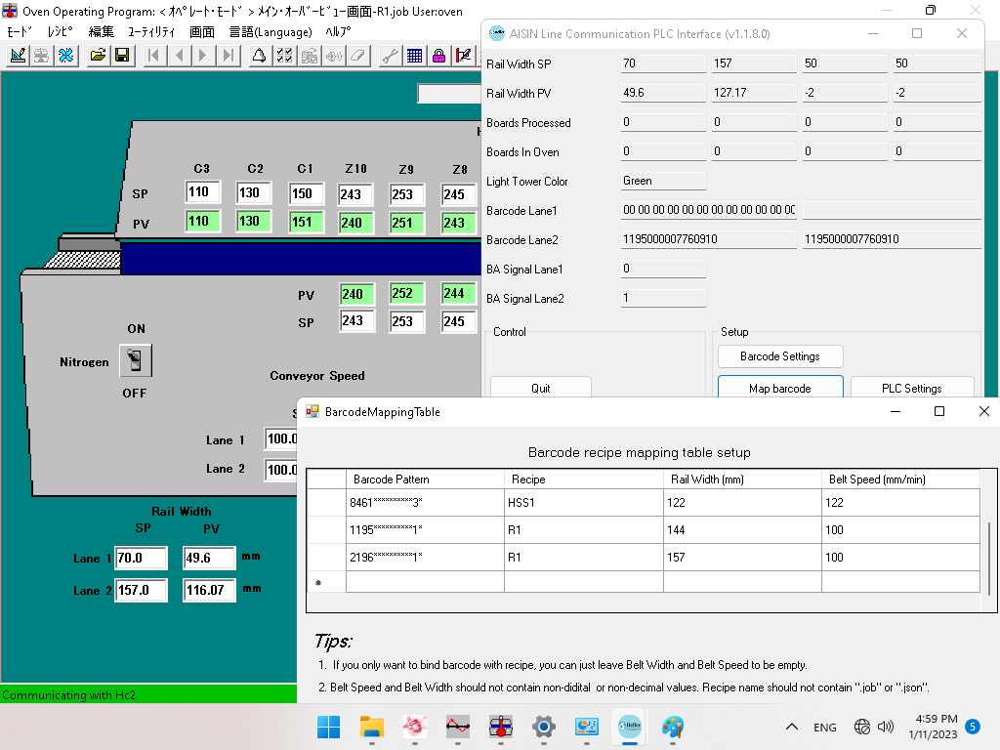 Oven Operating Program: < ｵﾍﾟﾚｰﾄ･ﾓｰﾄﾞ > ﾒｲﾝ･ｵｰﾊﾞｰﾋﾞｭｰ画面-R1.job User:oven
ﾓｰﾄﾞ ﾚｼﾋﾟ 編集 ﾕｰﾃｨﾘﾃｨ 画面 言語(Language) ﾍﾙﾌﾟ
C3 C2 C1 Z10 Z9 Z8
SP 110 130 150 243 253 245
PV 110 130 151 240 251 243
PV 240 252 244
SP 243 253 245
ON
Nitrogen
OFF
Conveyor Speed
Lane 1 100.0
Lane 2 100.0
Rail Width
SP PV
Lane 1 70.0 49.6 mm
Lane 2 157.0 116.07 mm
Communicating with Hc2
AISIN Line Communication PLC Interface (v1.1.8.0)
Rail Width SP 70 157 50 50
Rail Width PV 49.6 127.17 -2 -2
Boards Processed 0 0 0 0
Boards In Oven 0 0 0 0
Light Tower Color Green
Barcode Lane1 00 00 00 00 00 00 00 00 00 00 00 00
Barcode Lane2 1195000007760910 1195000007760910
BA Signal Lane1 0
BA Signal Lane2 1
Control Setup
Barcode Settings
Quit Map barcode PLC Settings
BarcodeMappingTable
Barcode recipe mapping table setup
Barcode Pattern Recipe Rail Width (mm) Belt Speed (mm/min)
8461**********3* HSS1 122 122
1195**********1* R1 144 100
2196**********1* R1 157 100
*
Tips:
1. If you only want to bind barcode with recipe, you can just leave Belt Width and Belt Speed to be empty.
2. Belt Speed and Belt Width should not contain non-didital or non-decimal values. Recipe name should not contain ".job" or ".json".
Heller
ENG
4:59 PM
1/11/2023
5